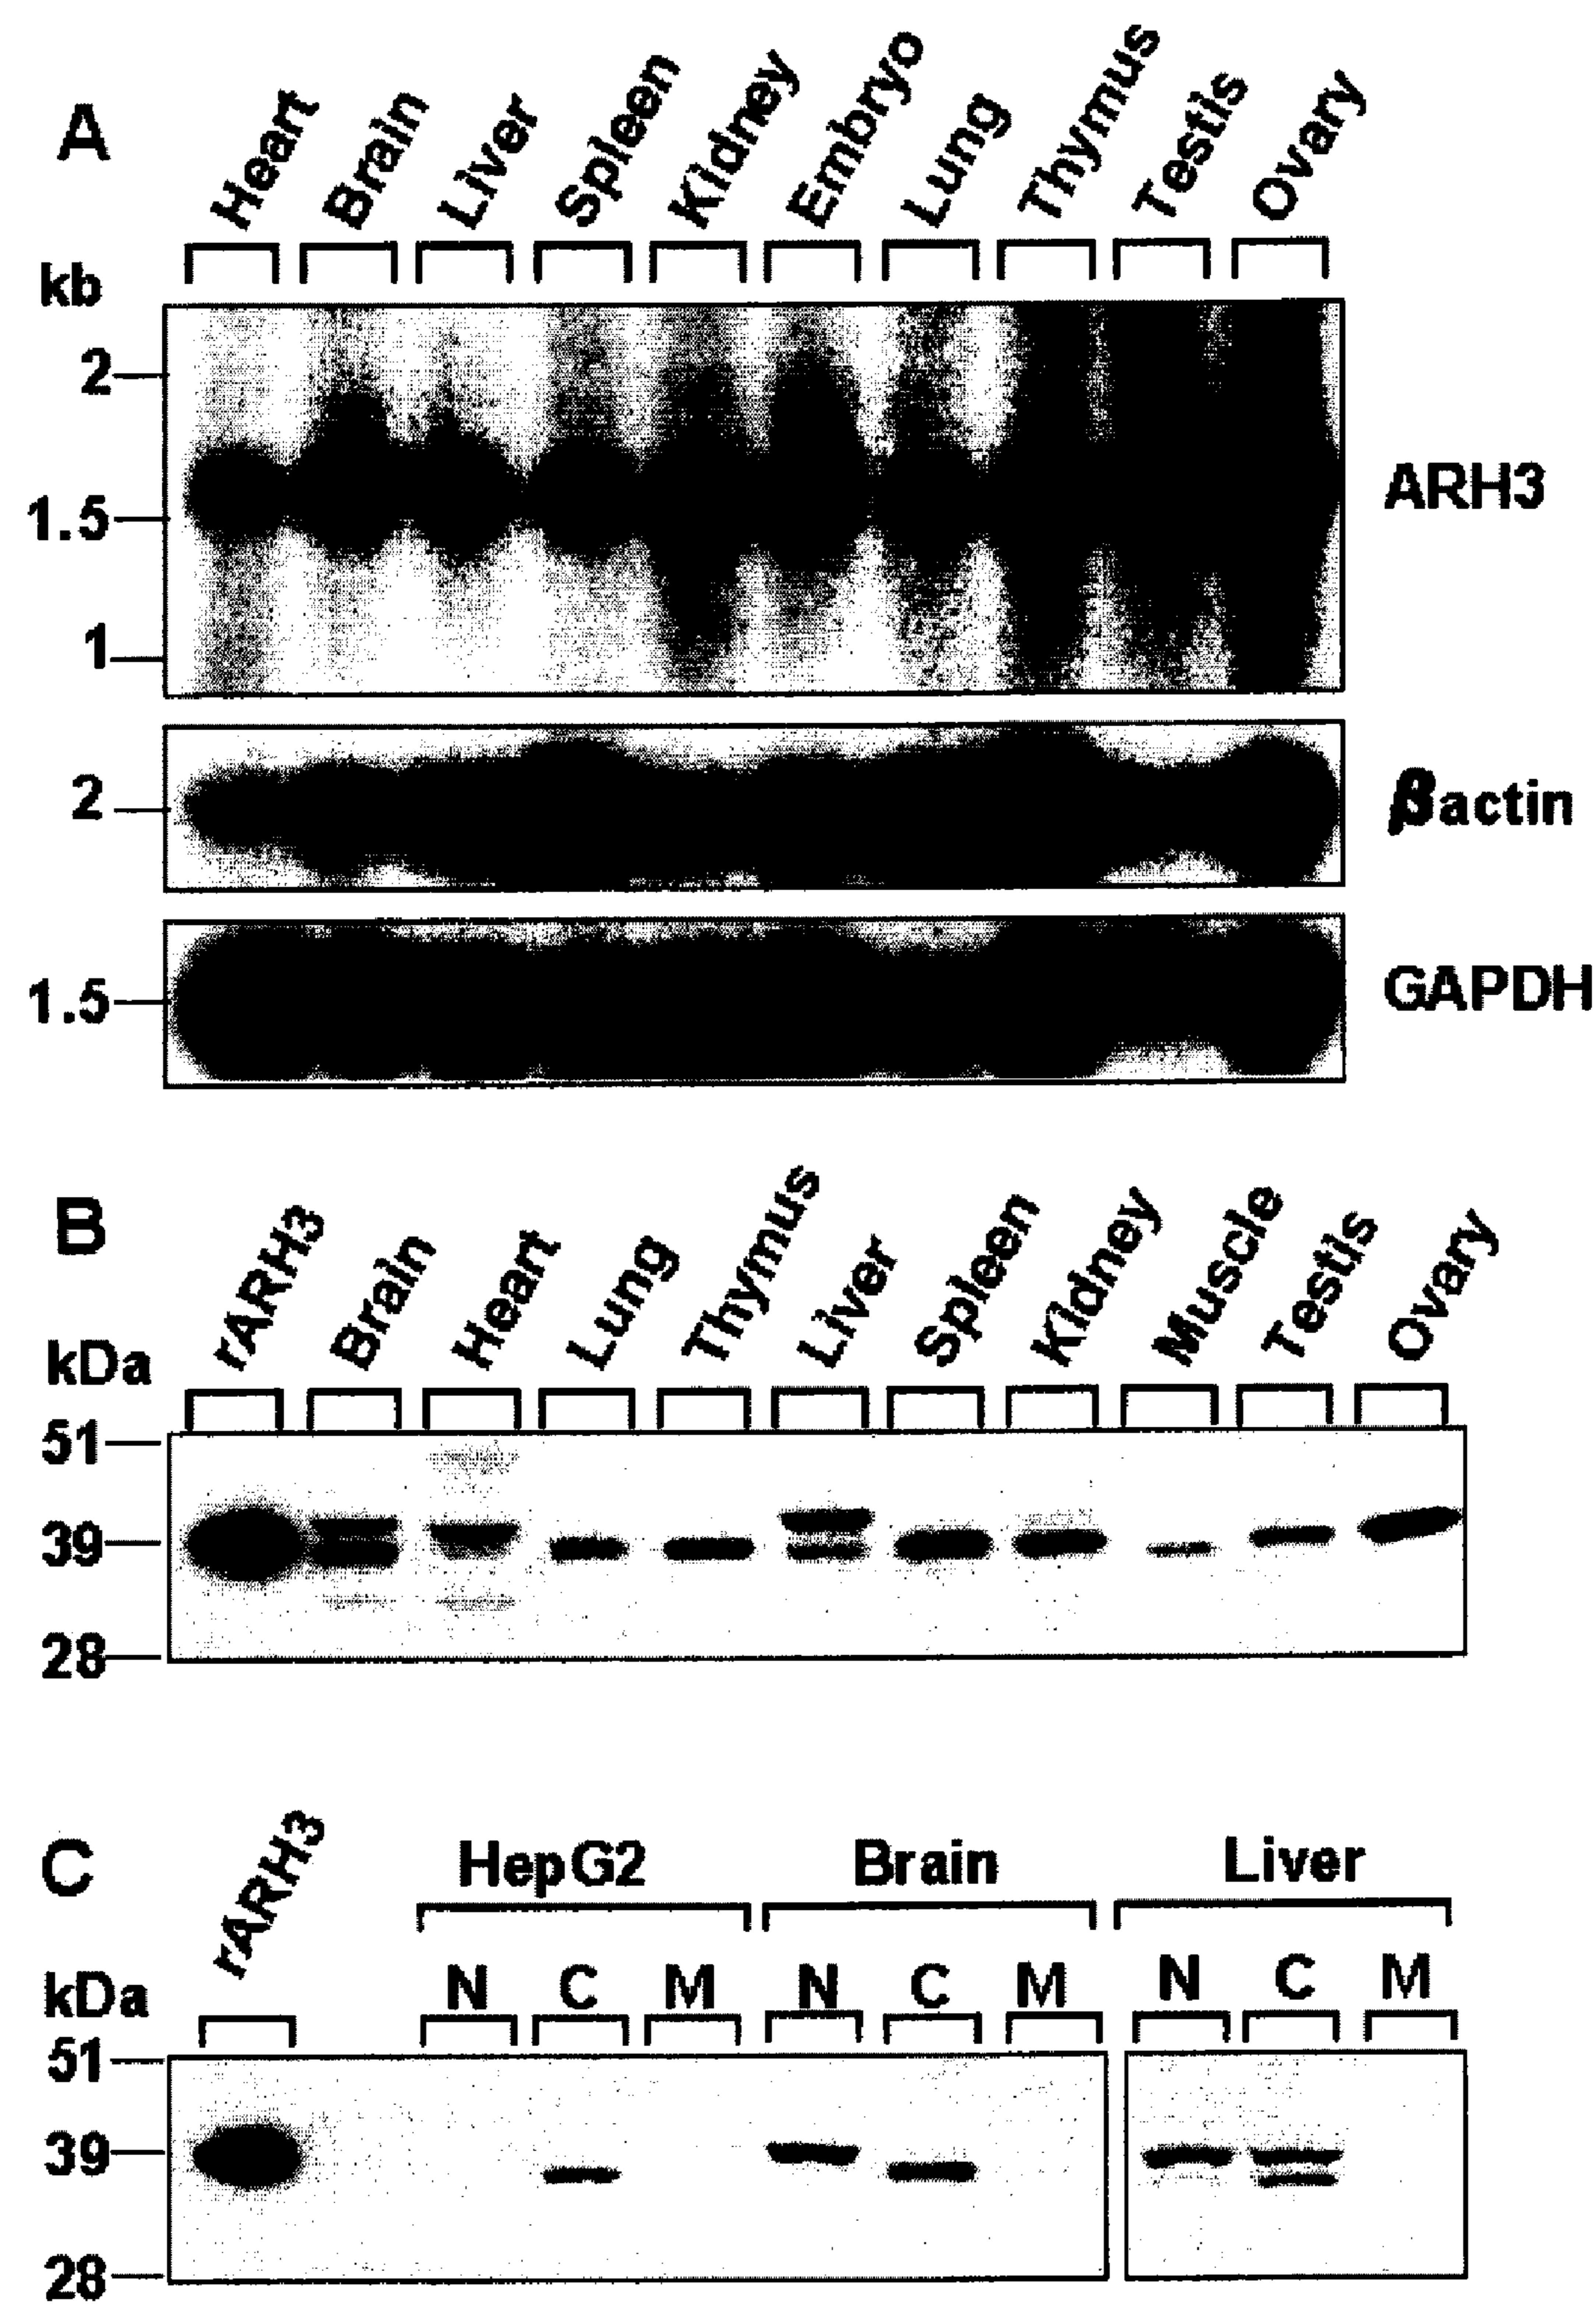 A
Heart Brain Liver Spleen Kidney Embryo Lung Thymus Testis Ovary
kb
2
ARH3
1.5
1
2
βactin
1.5
GAPDH
B
rARH3 Brain Heart Lung Thymus Liver Spleen Kidney Muscle Testis Ovary
kDa
51
39
28
C
rARH3 HepG2 Brain Liver
kDa N C M N C M N C M
51
39
28